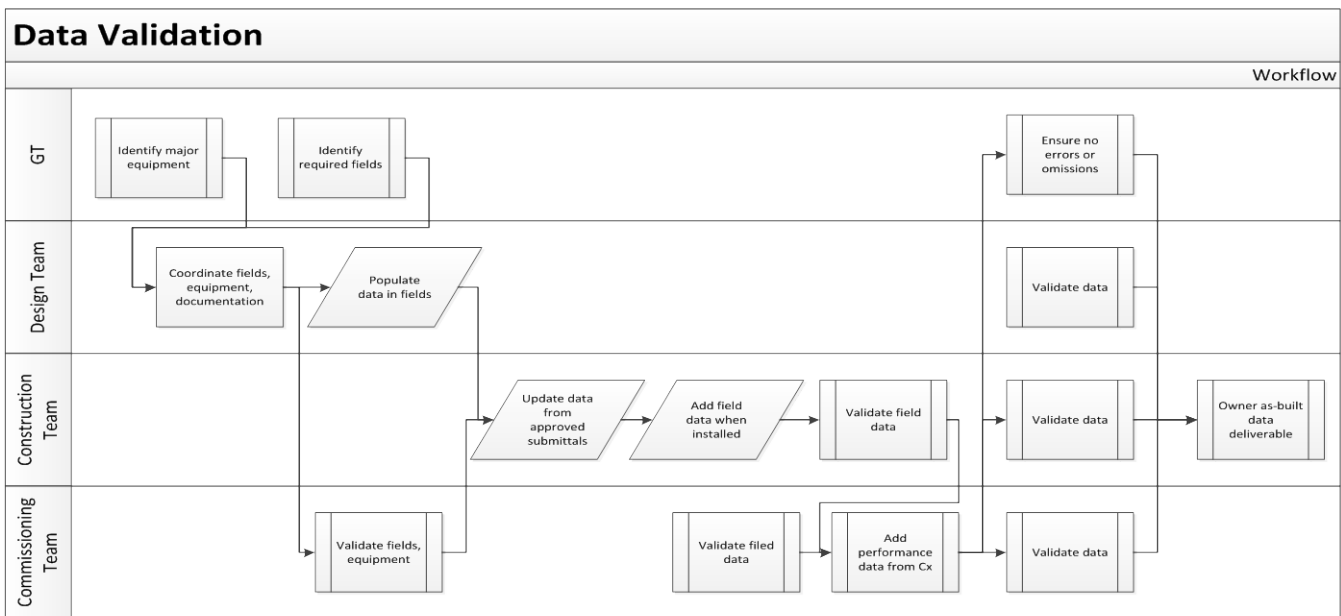 Data Validation
Workflow
GT
Identify major
equipment
Identify
required fields
Ensure no
errors or
omissions
Design Team
Coordinate fields,
equipment,
documentation
Populate
data in fields
Validate data
Construction
Team
Update data
from
approved
submittals
Add field
data when
installed
Validate field
data
Validate data
Owner as-built
data
deliverable
Commissioning
Team
Validate fields,
equipment
Validate filed
data
Add
performance
data from Cx
Validate data